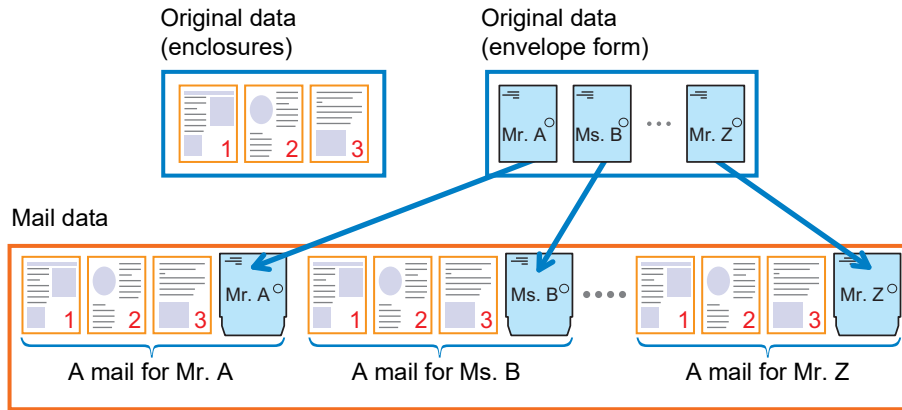 Original data
(enclosures)
Original data
(envelope form)
1 2 3
Mr. A Ms. B Mr. Z
Mail data
1 2 3 Mr. A 1 2 3 Ms. B 1 2 3 Mr. Z
A mail for Mr. A A mail for Ms. B A mail for Mr. Z